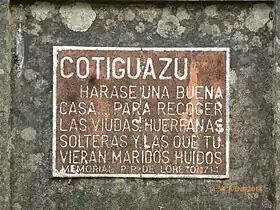 COTIGUAZU
HARASE UNA BUENA
CASA... PARA RECOGER
LAS VIUDAS, HUERFANAS
SOLTERAS Y LAS QUE TU
VIERAN MARIDOS HUIDOS
MEMORIAL P.P. DE LORETO 1714